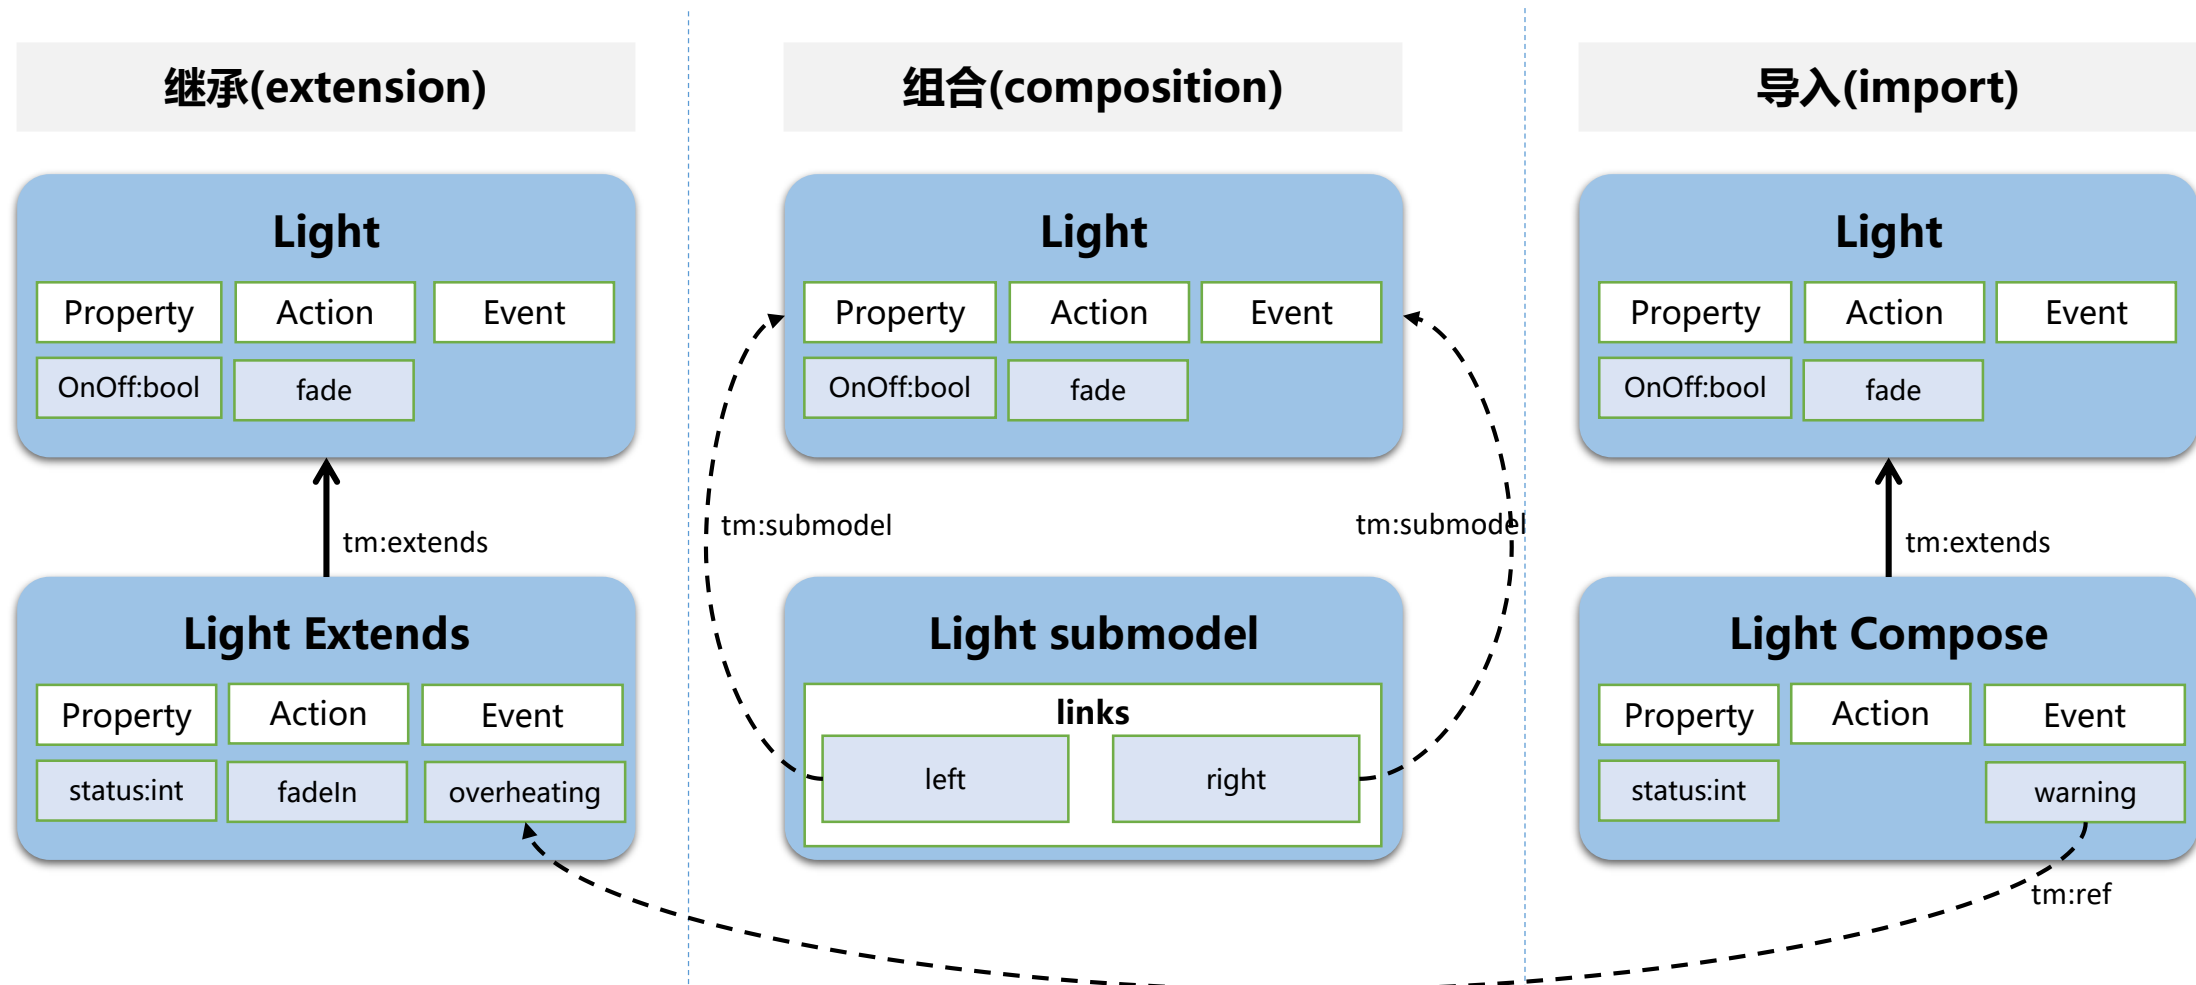 继承(extension)
Light
Property Action Event
OnOff:bool fade
tm:extends
Light Extends
Property Action Event
status:int fadeIn overheating
组合(composition)
Light
Property Action Event
OnOff:bool fade
tm:submodel tm:submodel
Light submodel
links
left right
导入(import)
Light
Property Action Event
OnOff:bool fade
tm:extends
Light Compose
Property Action Event
status:int warning
tm:ref